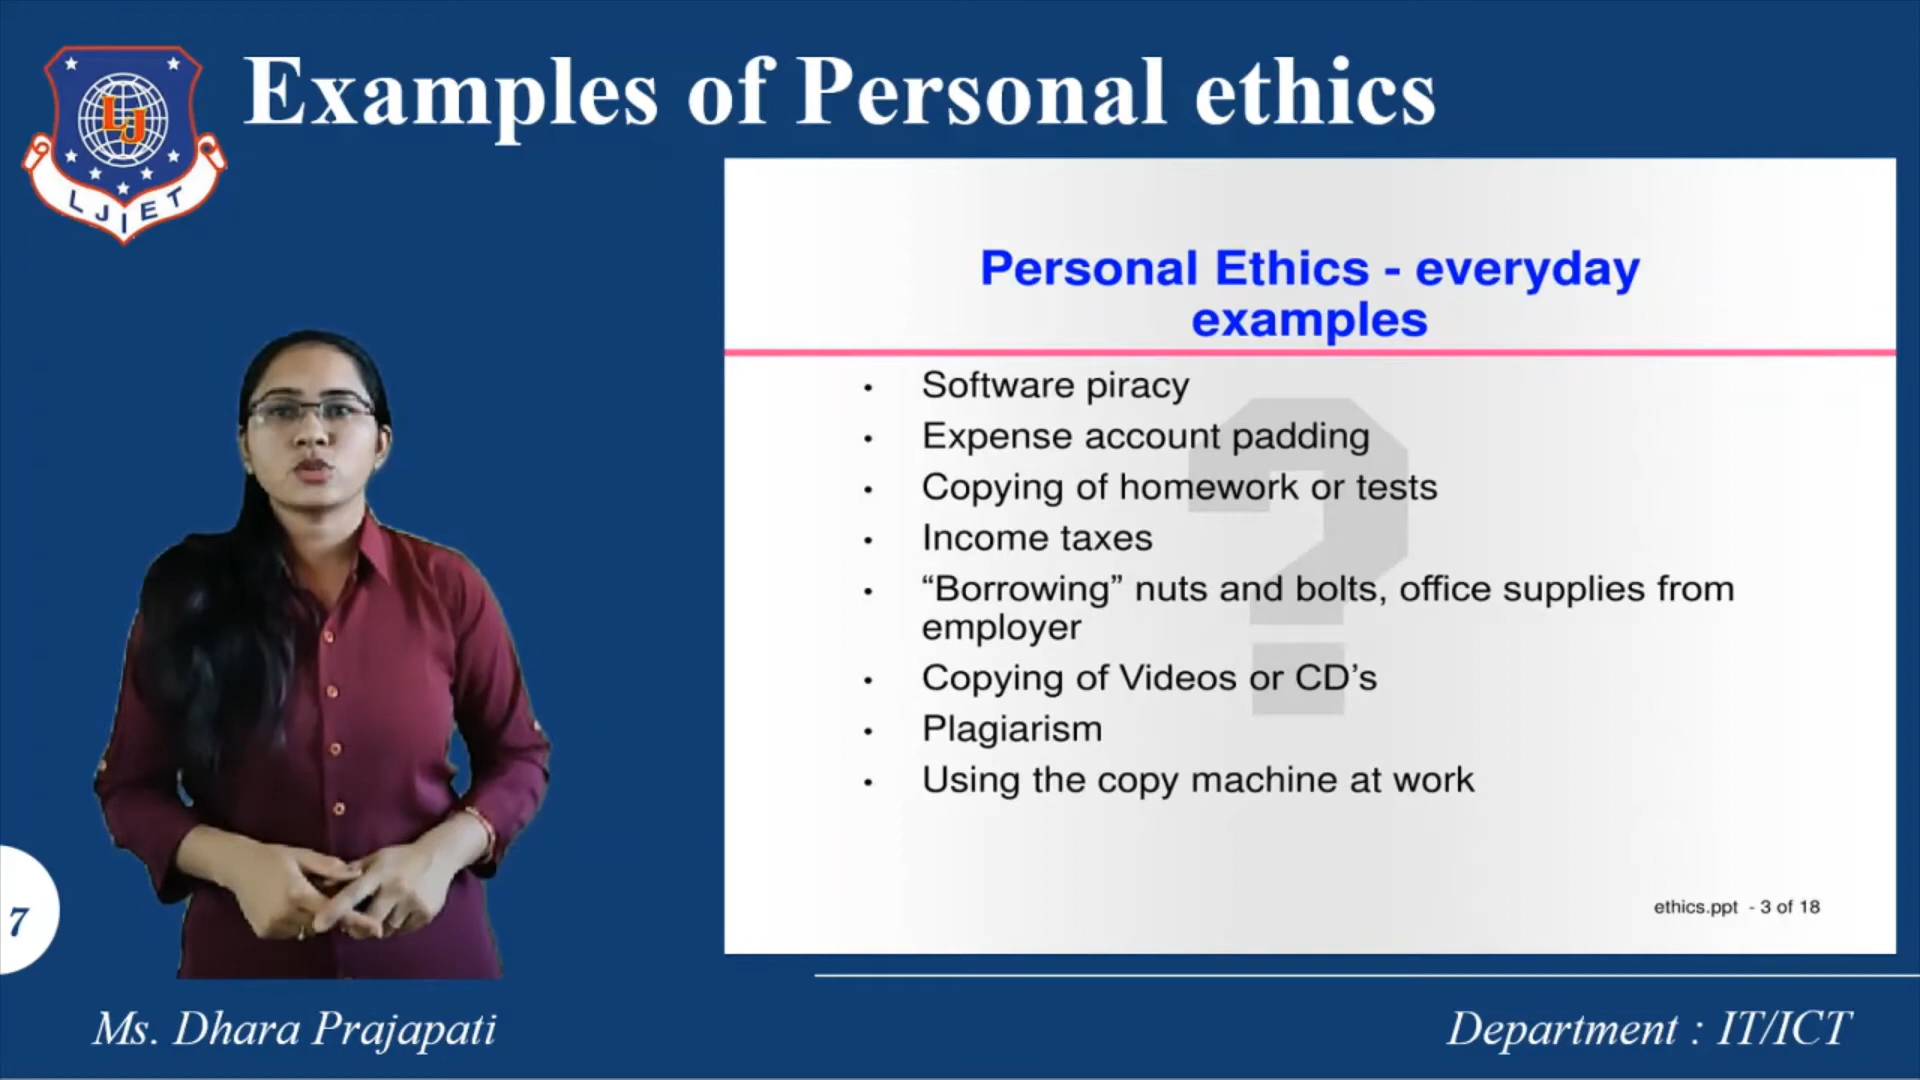 Examples of Personal ethics
LJ
LJIET
Personal Ethics - everyday
examples
• Software piracy
• Expense account padding
• Copying of homework or tests
• Income taxes
• “Borrowing” nuts and bolts, office supplies from
employer
• Copying of Videos or CD’s
• Plagiarism
• Using the copy machine at work
?
ethics.ppt - 3 of 18
7
Ms. Dhara Prajapati
Department : IT/ICT